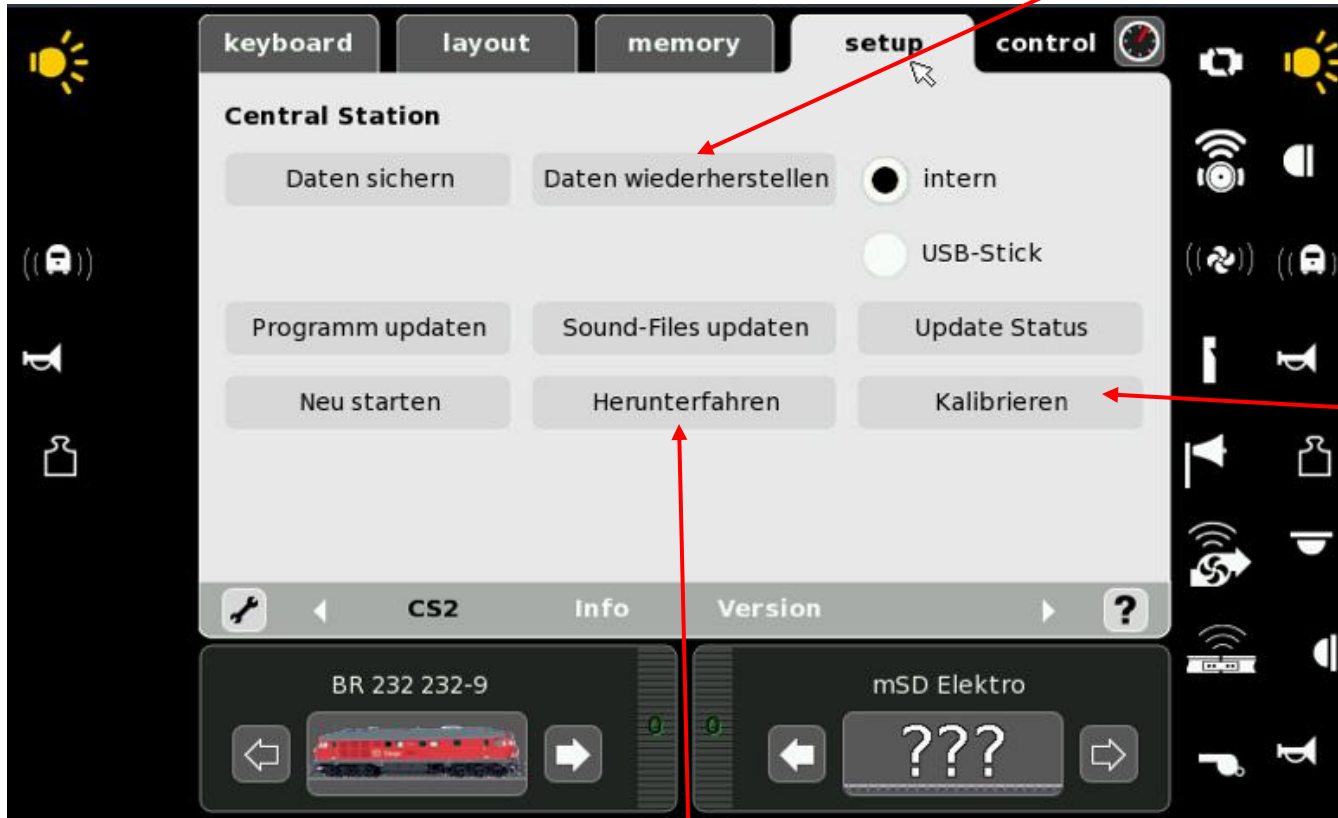 keyboard layout memory setup control
Central Station
Daten sichern Daten wiederherstellen intern
USB-Stick
Programm updaten Sound-Files updaten Update Status
Neu starten Herunterfahren Kalibrieren
CS2 Info Version ?
BR 232 232-9 mSD Elektro
0 0 ???